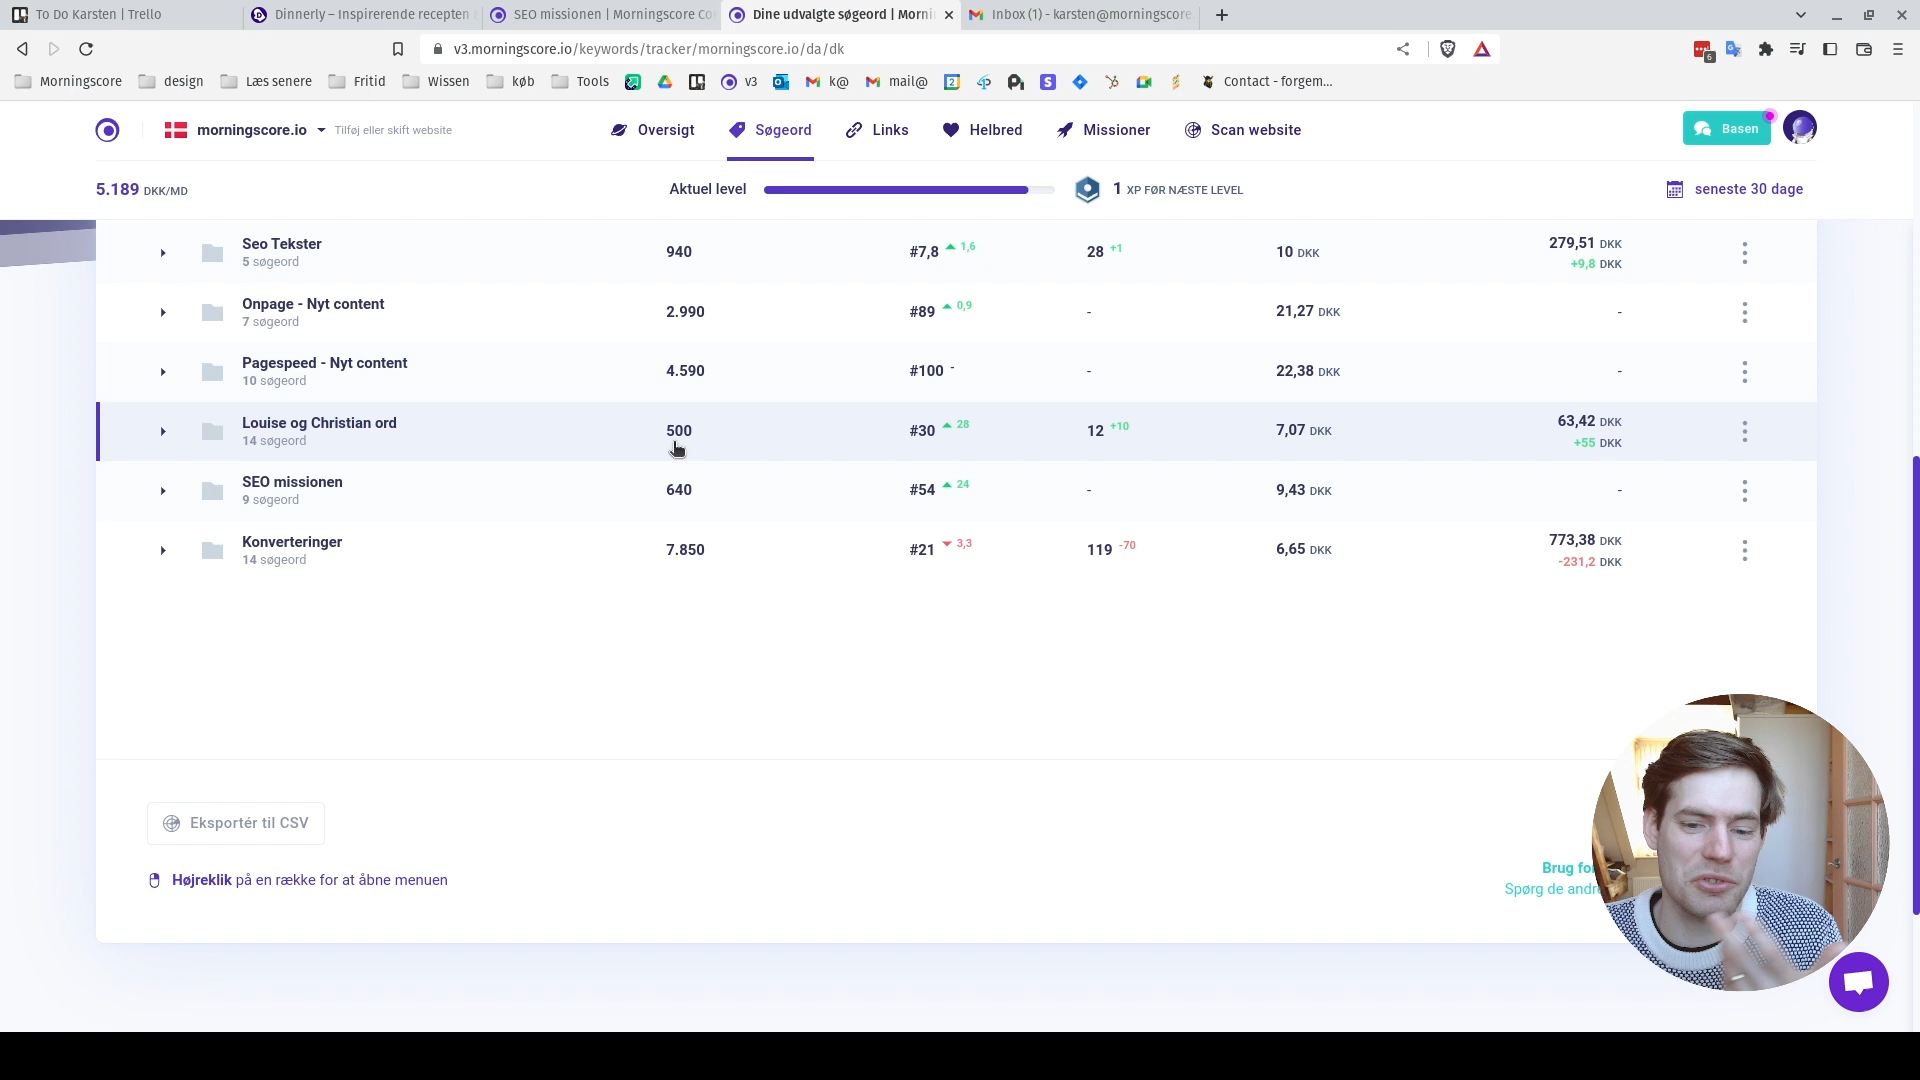 To Do Karsten | Trello
Dinnerly – Inspirerende recepten
SEO missionen | Morningscore Co
Dine udvalgte søgeord | Morni
Inbox (1) - karsten@morningscore
v3.morningscore.io/keywords/tracker/morningscore.io/da/dk
6
Morningscore
design
Læs senere
Fritid
Wissen
køb
Tools
v3
k@
mail@
Contact - forgem...
morningscore.io
Tilføj eller skift website
Oversigt
Søgeord
Links
Helbred
Missioner
Scan website
Basen
5.189 DKK/MD
Aktuel level
1 XP FØR NÆSTE LEVEL
seneste 30 dage
Seo Tekster
5 søgeord
940
#7,8 1,6
28 +1
10 DKK
279,51 DKK
+9,8 DKK
Onpage - Nyt content
7 søgeord
2.990
#89 0,9
-
21,27 DKK
-
Pagespeed - Nyt content
10 søgeord
4.590
#100 -
-
22,38 DKK
-
Louise og Christian ord
14 søgeord
500
#30 28
12 +10
7,07 DKK
63,42 DKK
+55 DKK
SEO missionen
9 søgeord
640
#54 24
-
9,43 DKK
-
Konverteringer
14 søgeord
7.850
#21 3,3
119 -70
6,65 DKK
773,38 DKK
-231,2 DKK
Eksportér til CSV
Højreklik på en række for at åbne menuen
Brug for
Spørg de andre